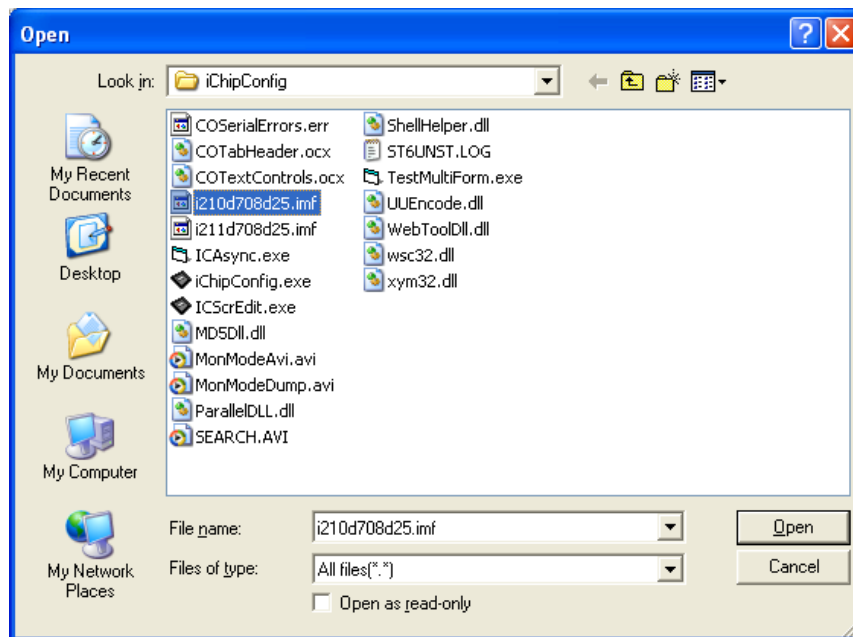 Open
Look in: iChipConfig
My Recent
Documents
Desktop
My Documents
My Computer
My Network
Places
COSerialErrors.err
COTabHeader.ocx
COTextControls.ocx
i210d708d25.imf
i211d708d25.imf
ICAsync.exe
iChipConfig.exe
ICScrEdit.exe
MD5Dll.dll
MonModeAvi.avi
MonModeDump.avi
ParallelDLL.dll
SEARCH.AVI
ShellHelper.dll
ST6UNST.LOG
TestMultiForm.exe
UUEncode.dll
WebToolDll.dll
wsc32.dll
xym32.dll
File name: i210d708d25.imf Open
Files of type: All files(*.*) Cancel
Open as read-only